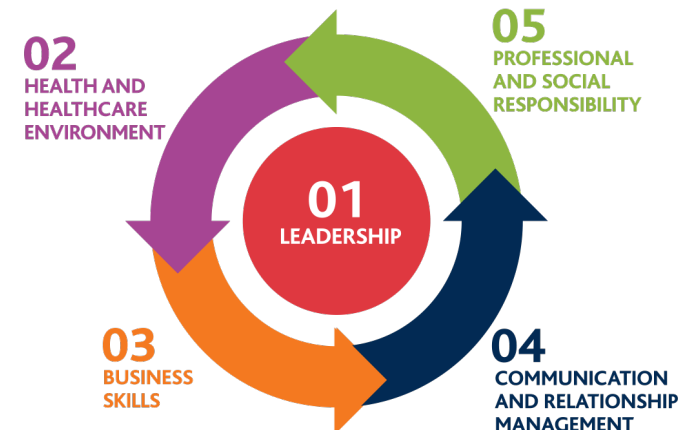 02
HEALTH AND
HEALTHCARE
ENVIRONMENT
05
PROFESSIONAL
AND SOCIAL
RESPONSIBILITY
01
LEADERSHIP
03
BUSINESS
SKILLS
04
COMMUNICATION
AND RELATIONSHIP
MANAGEMENT